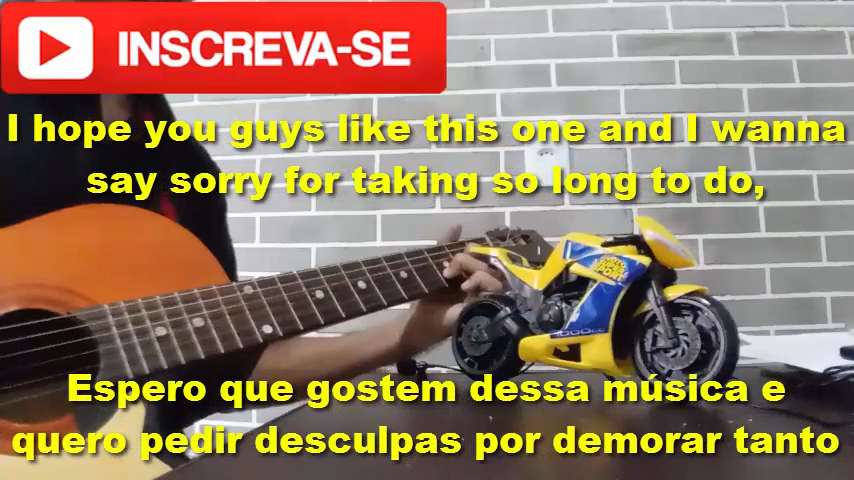 INSCREVA-SE
I hope you guys like this one and I wanna
say sorry for taking so long to do,
Espero que gostem dessa música e
quero pedir desculpas por demorar tanto